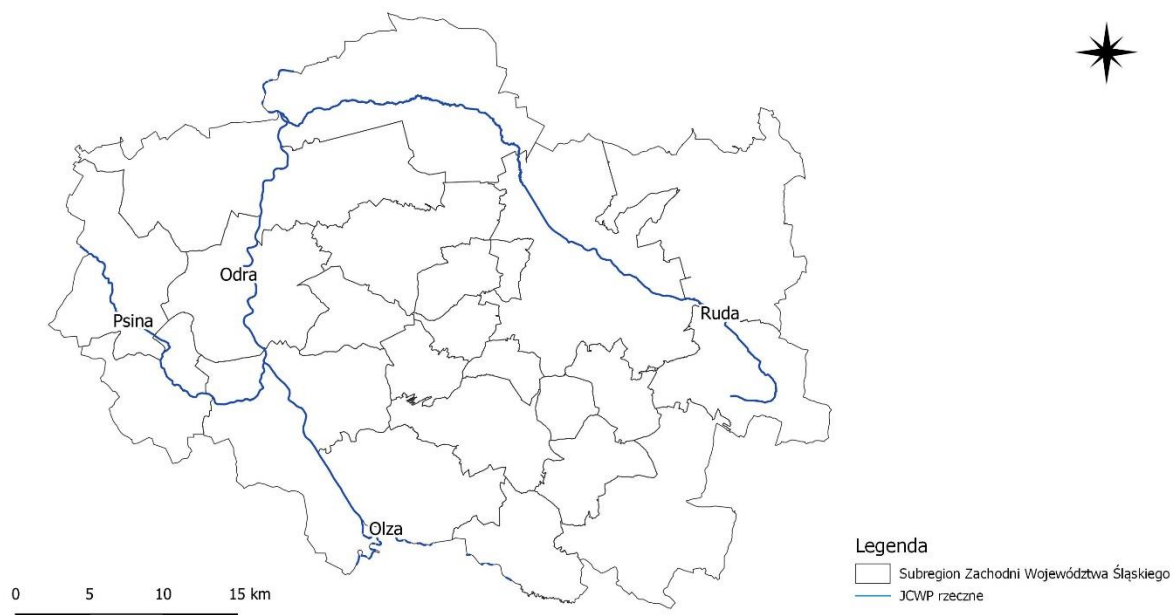 Odra
Psina
Ruda
Olza
Legenda
Subregion Zachodni Województwa Śląskiego
JCWP rzeczne
0 5 10 15 km